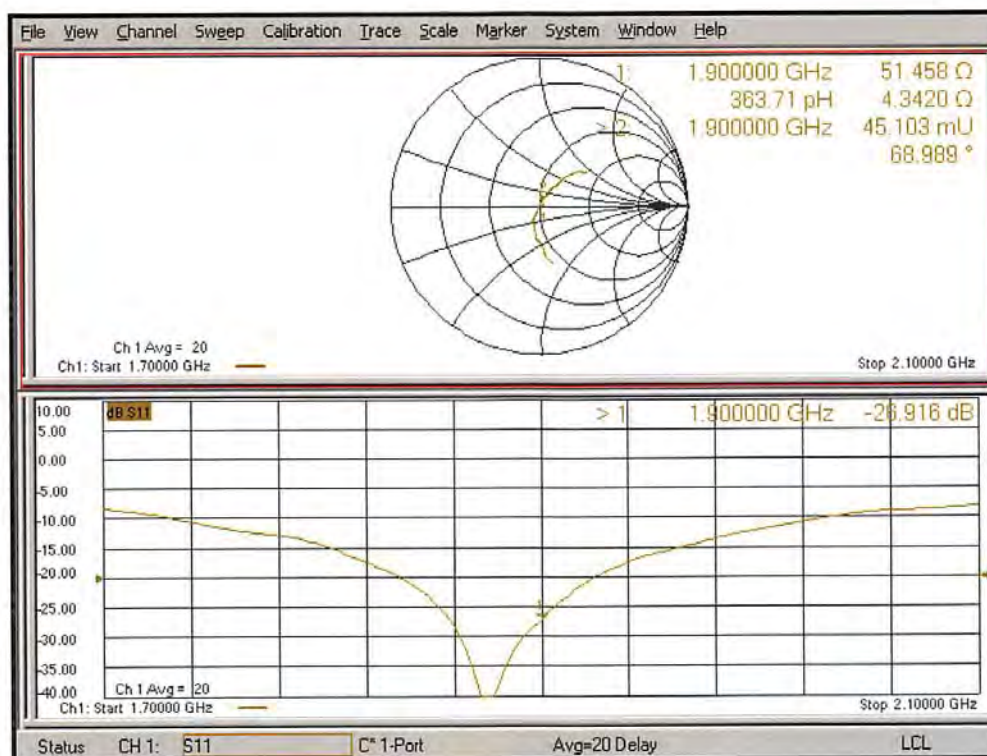 File View Channel Sweep Calibration Trace Scale Marker System Window Help
1: 1.900000 GHz 51.458 Ω
363.71 pH 4.3420 Ω
> 2: 1.900000 GHz 45.103 mU
68.989 °
Ch 1 Avg = 20
Ch1: Start 1.70000 GHz
Stop 2.10000 GHz
10.00
dB S11
> 1 1.900000 GHz -26.916 dB
5.00
0.00
-5.00
-10.00
-15.00
-20.00
-25.00
1
-30.00
-35.00
-40.00
Ch 1 Avg = 20
Ch1: Start 1.70000 GHz
Stop 2.10000 GHz
Status CH 1: S11 C* 1-Port Avg=20 Delay LCL